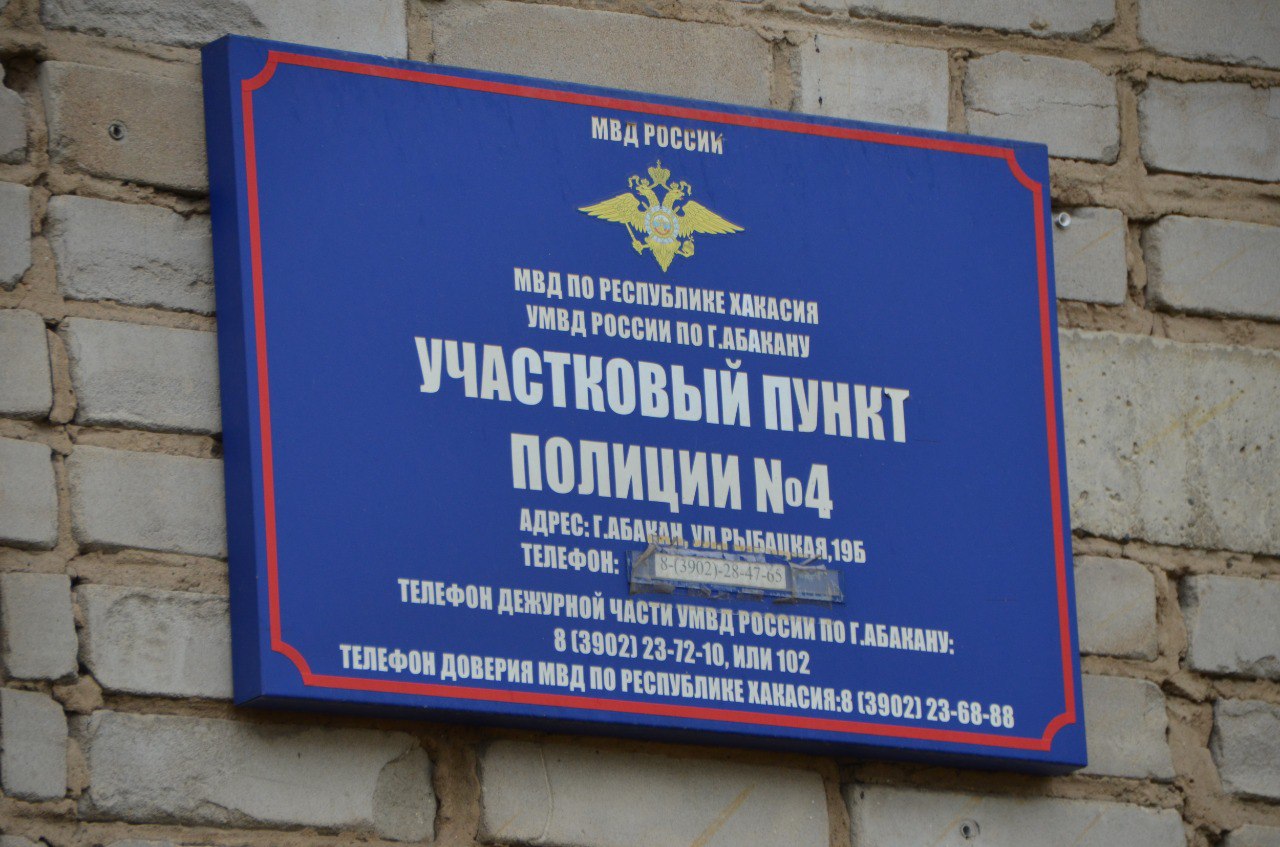 МВД РОССИИ
МВД ПО РЕСПУБЛИКЕ ХАКАСИЯ
УМВД РОССИИ ПО Г.АБАКАНУ
УЧАСТКОВЫЙ ПУНКТ
ПОЛИЦИИ №4
АДРЕС: Г.АБАКАН, УЛ.РЫБАЦКАЯ,19Б
ТЕЛЕФОН: 8-(3902)-28-47-65
ТЕЛЕФОН ДЕЖУРНОЙ ЧАСТИ УМВД РОССИИ ПО Г.АБАКАНУ:
8 (3902) 23-72-10, ИЛИ 102
ТЕЛЕФОН ДОВЕРИЯ МВД ПО РЕСПУБЛИКЕ ХАКАСИЯ:8 (3902) 23-68-88